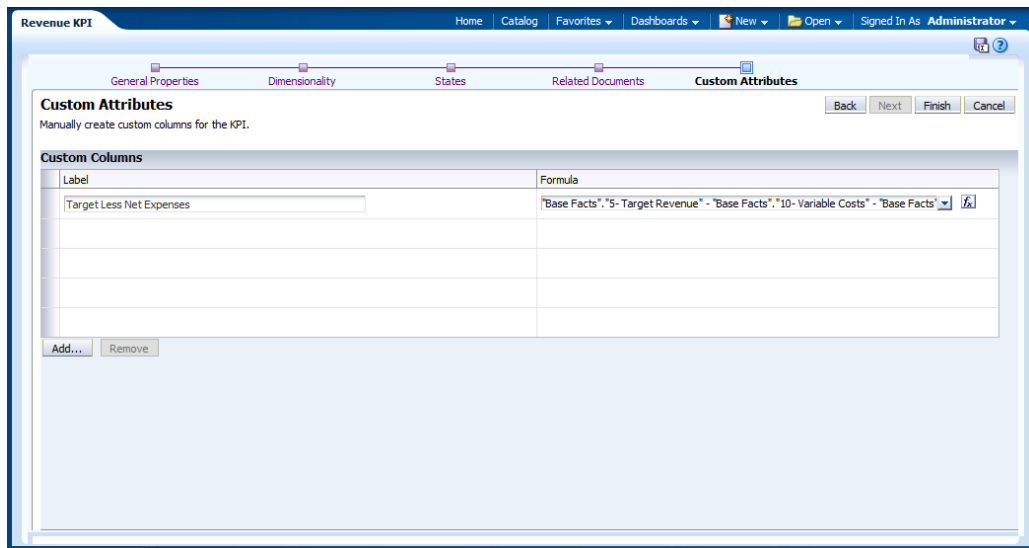 Revenue KPI Home Catalog Favorites Dashboards New Open Signed In As Administrator
General Properties Dimensionality States Related Documents Custom Attributes
Custom Attributes Back Next Finish Cancel
Manually create custom columns for the KPI.
Custom Columns
Label Formula
Target Less Net Expenses "Base Facts"."5- Target Revenue" - "Base Facts"."10- Variable Costs" - "Base Facts" fx
Add... Remove